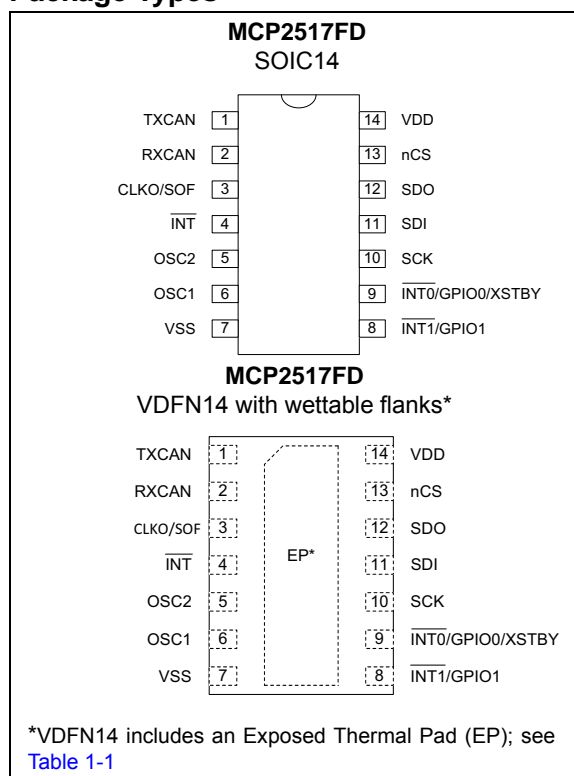 MCP2517FD
SOIC14
TXCAN 1 14 VDD
RXCAN 2 13 nCS
CLKO/SOF 3 12 SDO
INT 4 11 SDI
OSC2 5 10 SCK
OSC1 6 9 INT0/GPIO0/XSTBY
VSS 7 8 INT1/GPIO1
MCP2517FD
VDFN14 with wettable flanks*
TXCAN 1 14 VDD
RXCAN 2 13 nCS
CLKO/SOF 3 12 SDO
INT 4 EP* 11 SDI
OSC2 5 10 SCK
OSC1 6 9 INT0/GPIO0/XSTBY
VSS 7 8 INT1/GPIO1
*VDFN14 includes an Exposed Thermal Pad (EP); see
Table 1-1